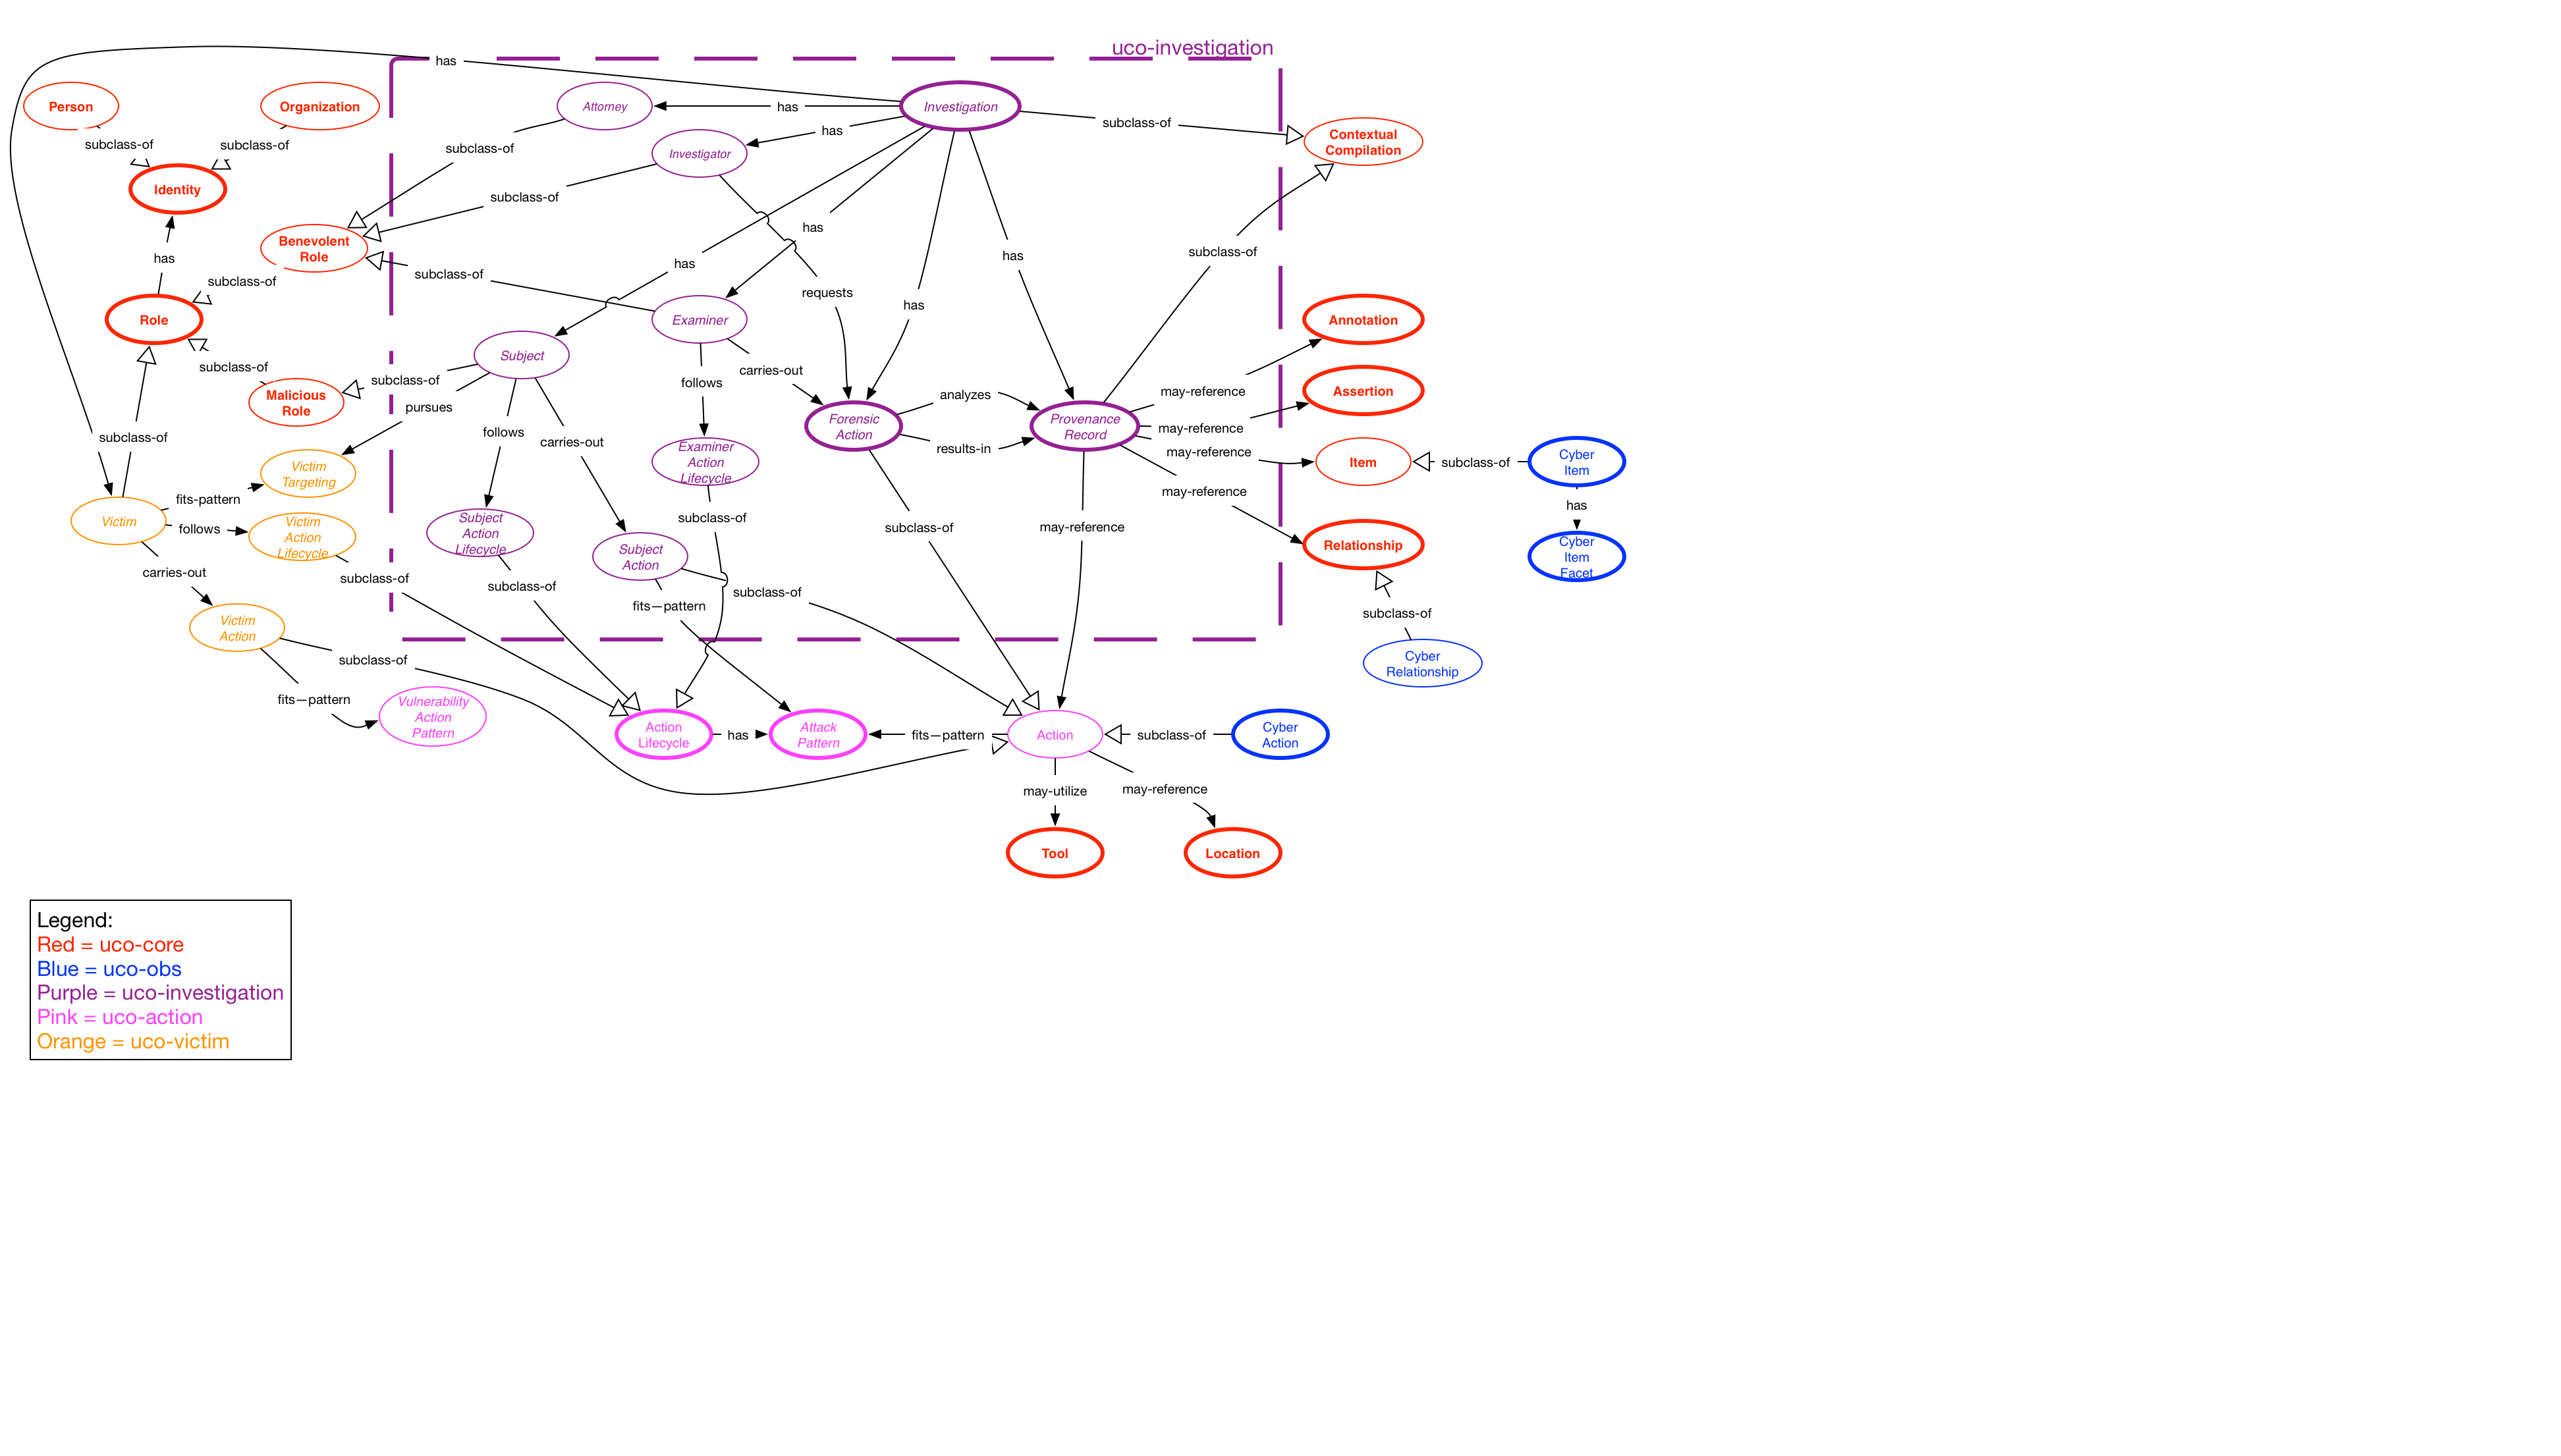 uco-investigation
has
Person
Organization
Attorney
has
Investigation
has
subclass-of
Contextual
Compilation
subclass-of
subclass-of
subclass-of
Investigator
Identity
subclass-of
has
Benevolent
Role
has
has
subclass-of
subclass-of
subclass-of
has
requests
has
Role
Examiner
Annotation
Subject
subclass-of
subclass-of
follows
carries-out
may-reference
Assertion
Malicious
Role
pursues
analyzes
Forensic
Action
Provenance
Record
may-reference
subclass-of
follows
carries-out
Examiner
Action
Lifecycle
results-in
may-reference
Item
subclass-of
Cyber
Item
Victim
Targeting
fits-pattern
may-reference
has
Victim
follows
Victim
Action
Lifecycle
Subject
Action
Lifecycle
subclass-of
subclass-of
may-reference
Relationship
Cyber
Item
Facet
carries-out
subclass-of
subclass-of
Subject
Action
fits—pattern
subclass-of
subclass-of
Victim
Action
subclass-of
Cyber
Relationship
fits—pattern
Vulnerability
Action
Pattern
Action
Lifecycle
has
Attack
Pattern
fits—pattern
Action
subclass-of
Cyber
Action
may-utilize
may-reference
Tool
Location
Legend:
Red = uco-core
Blue = uco-obs
Purple = uco-investigation
Pink = uco-action
Orange = uco-victim